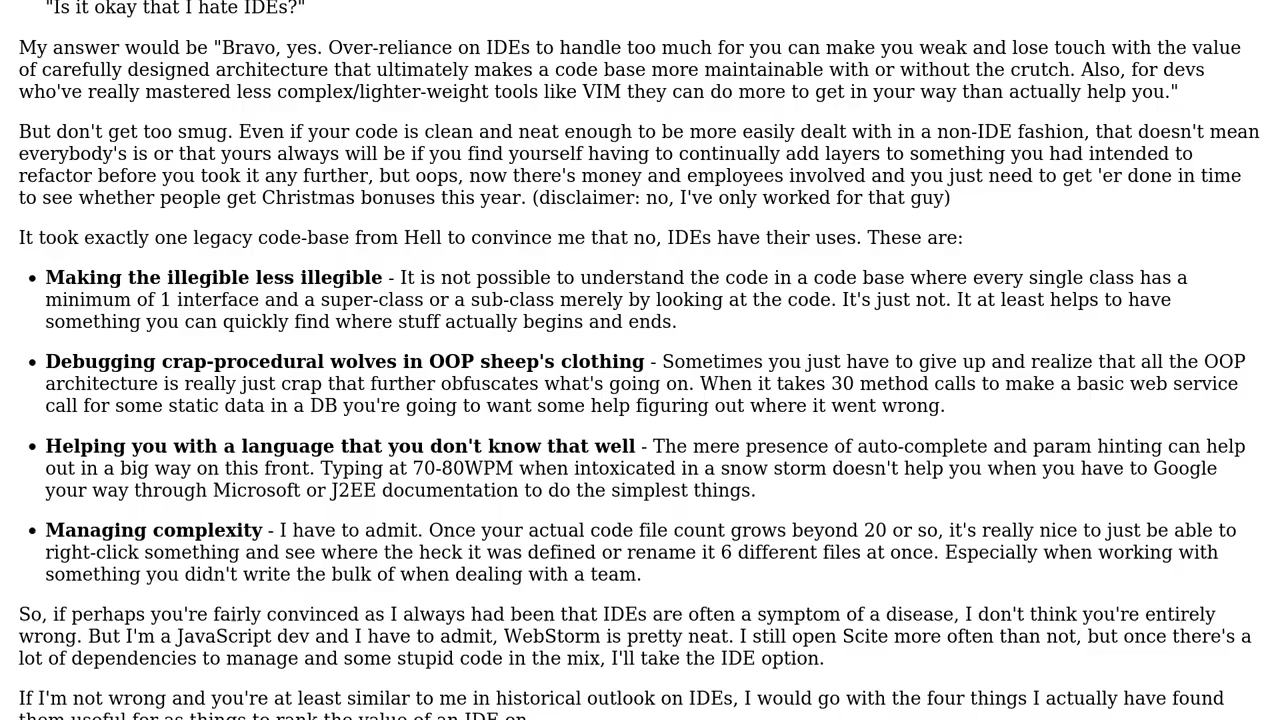 "Is it okay that I hate IDEs?"
My answer would be "Bravo, yes. Over-reliance on IDEs to handle too much for you can make you weak and lose touch with the value
of carefully designed architecture that ultimately makes a code base more maintainable with or without the crutch. Also, for devs
who've really mastered less complex/lighter-weight tools like VIM they can do more to get in your way than actually help you."
But don't get too smug. Even if your code is clean and neat enough to be more easily dealt with in a non-IDE fashion, that doesn't mean
everybody's is or that yours always will be if you find yourself having to continually add layers to something you had intended to
refactor before you took it any further, but oops, now there's money and employees involved and you just need to get 'er done in time
to see whether people get Christmas bonuses this year. (disclaimer: no, I've only worked for that guy)
It took exactly one legacy code-base from Hell to convince me that no, IDEs have their uses. These are:
• Making the illegible less illegible - It is not possible to understand the code in a code base where every single class has a
minimum of 1 interface and a super-class or a sub-class merely by looking at the code. It's just not. It at least helps to have
something you can quickly find where stuff actually begins and ends.
• Debugging crap-procedural wolves in OOP sheep's clothing - Sometimes you just have to give up and realize that all the OOP
architecture is really just crap that further obfuscates what's going on. When it takes 30 method calls to make a basic web service
call for some static data in a DB you're going to want some help figuring out where it went wrong.
• Helping you with a language that you don't know that well - The mere presence of auto-complete and param hinting can help
out in a big way on this front. Typing at 70-80WPM when intoxicated in a snow storm doesn't help you when you have to Google
your way through Microsoft or J2EE documentation to do the simplest things.
• Managing complexity - I have to admit. Once your actual code file count grows beyond 20 or so, it's really nice to just be able to
right-click something and see where the heck it was defined or rename it 6 different files at once. Especially when working with
something you didn't write the bulk of when dealing with a team.
So, if perhaps you're fairly convinced as I always had been that IDEs are often a symptom of a disease, I don't think you're entirely
wrong. But I'm a JavaScript dev and I have to admit, WebStorm is pretty neat. I still open Scite more often than not, but once there's a
lot of dependencies to manage and some stupid code in the mix, I'll take the IDE option.
If I'm not wrong and you're at least similar to me in historical outlook on IDEs, I would go with the four things I actually have found
them useful for as things to rank the value of an IDE on.